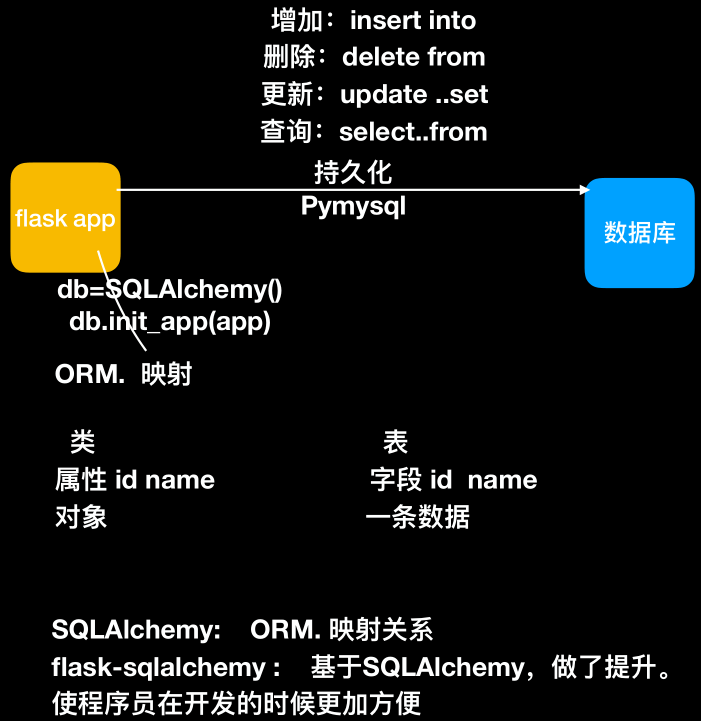 增加：insert into
删除：delete from
更新：update ..set
查询：select..from
持久化
flask app
Pymysql
数据库
db=SQLAlchemy()
db.init_app(app)
ORM. 映射
类 表
属性 id name 字段 id name
对象 一条数据
SQLAlchemy: ORM. 映射关系
flask-sqlalchemy : 基于SQLAlchemy，做了提升。
使程序员在开发的时候更加方便